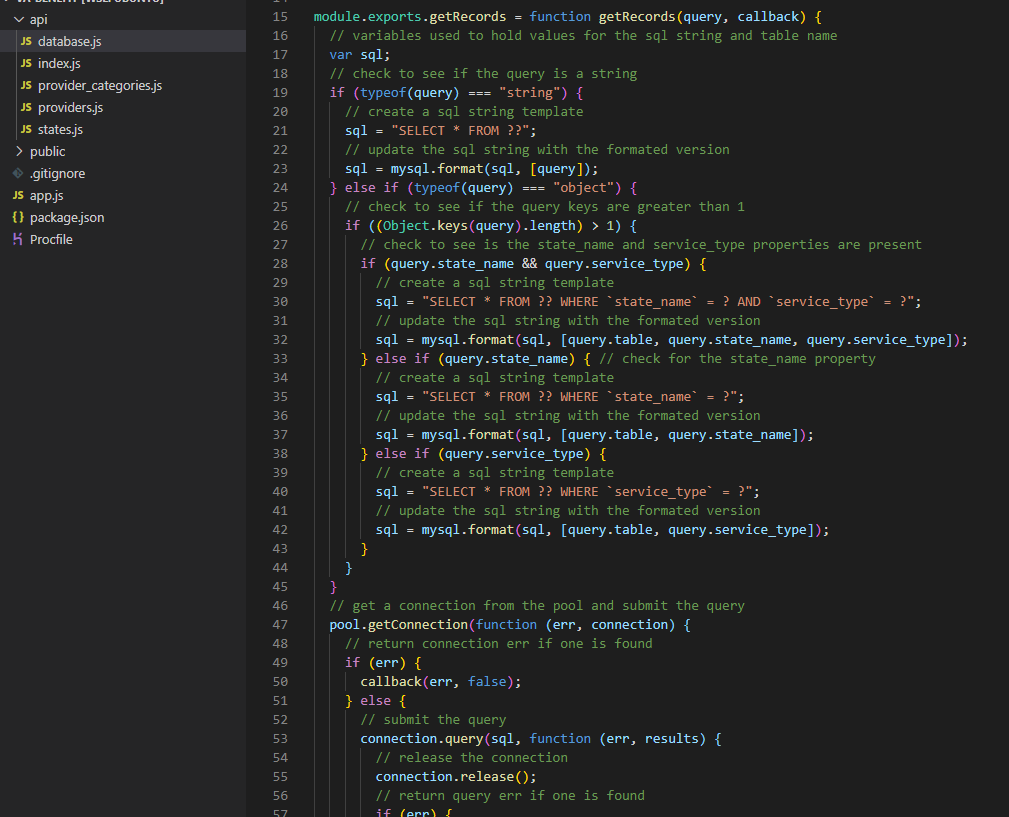 api
JS database.js
JS index.js
JS provider_categories.js
JS providers.js
JS states.js
public
.gitignore
JS app.js
{} package.json
Procfile
15 module.exports.getRecords = function getRecords(query, callback) {
16 // variables used to hold values for the sql string and table name
17 var sql;
18 // check to see if the query is a string
19 if (typeof(query) === "string") {
20 // create a sql string template
21 sql = "SELECT * FROM ??";
22 // update the sql string with the formated version
23 sql = mysql.format(sql, [query]);
24 } else if (typeof(query) === "object") {
25 // check to see if the query keys are greater than 1
26 if ((Object.keys(query).length) > 1) {
27 // check to see is the state_name and service_type properties are present
28 if (query.state_name && query.service_type) {
29 // create a sql string template
30 sql = "SELECT * FROM ?? WHERE `state_name` = ? AND `service_type` = ?";
31 // update the sql string with the formated version
32 sql = mysql.format(sql, [query.table, query.state_name, query.service_type]);
33 } else if (query.state_name) { // check for the state_name property
34 // create a sql string template
35 sql = "SELECT * FROM ?? WHERE `state_name` = ?";
36 // update the sql string with the formated version
37 sql = mysql.format(sql, [query.table, query.state_name]);
38 } else if (query.service_type) {
39 // create a sql string template
40 sql = "SELECT * FROM ?? WHERE `service_type` = ?";
41 // update the sql string with the formated version
42 sql = mysql.format(sql, [query.table, query.service_type]);
43 }
44 }
45 }
46 // get a connection from the pool and submit the query
47 pool.getConnection(function (err, connection) {
48 // return connection err if one is found
49 if (err) {
50 callback(err, false);
51 } else {
52 // submit the query
53 connection.query(sql, function (err, results) {
54 // release the connection
55 connection.release();
56 // return query err if one is found
57 if (err) {